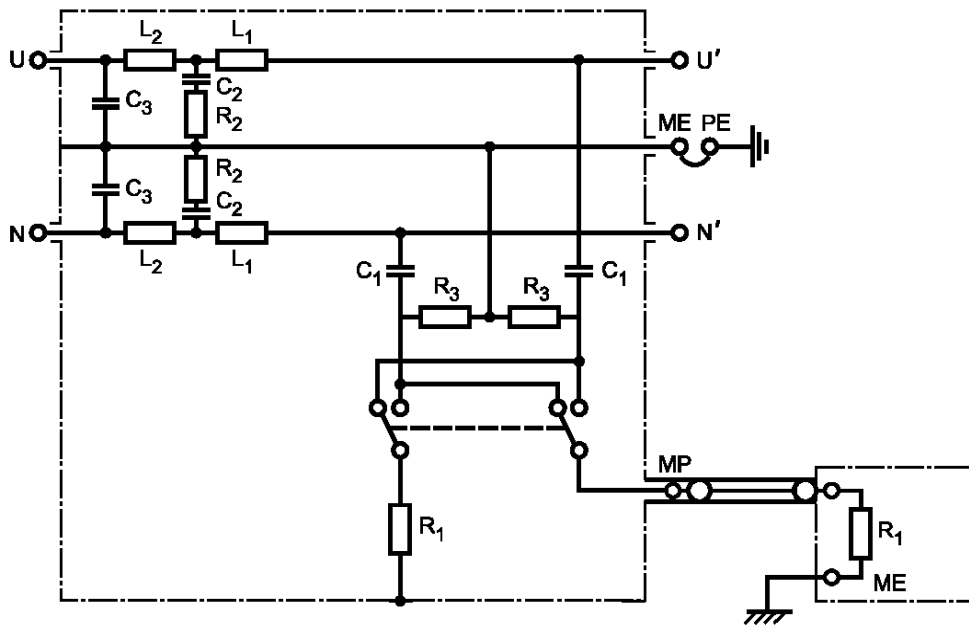 L2 L1
U U′
C2
C3
R2
ME PE
R2
C3
C2
N N′
L2 L1
C1 R3 R3 C1
MP
R1
R1
ME